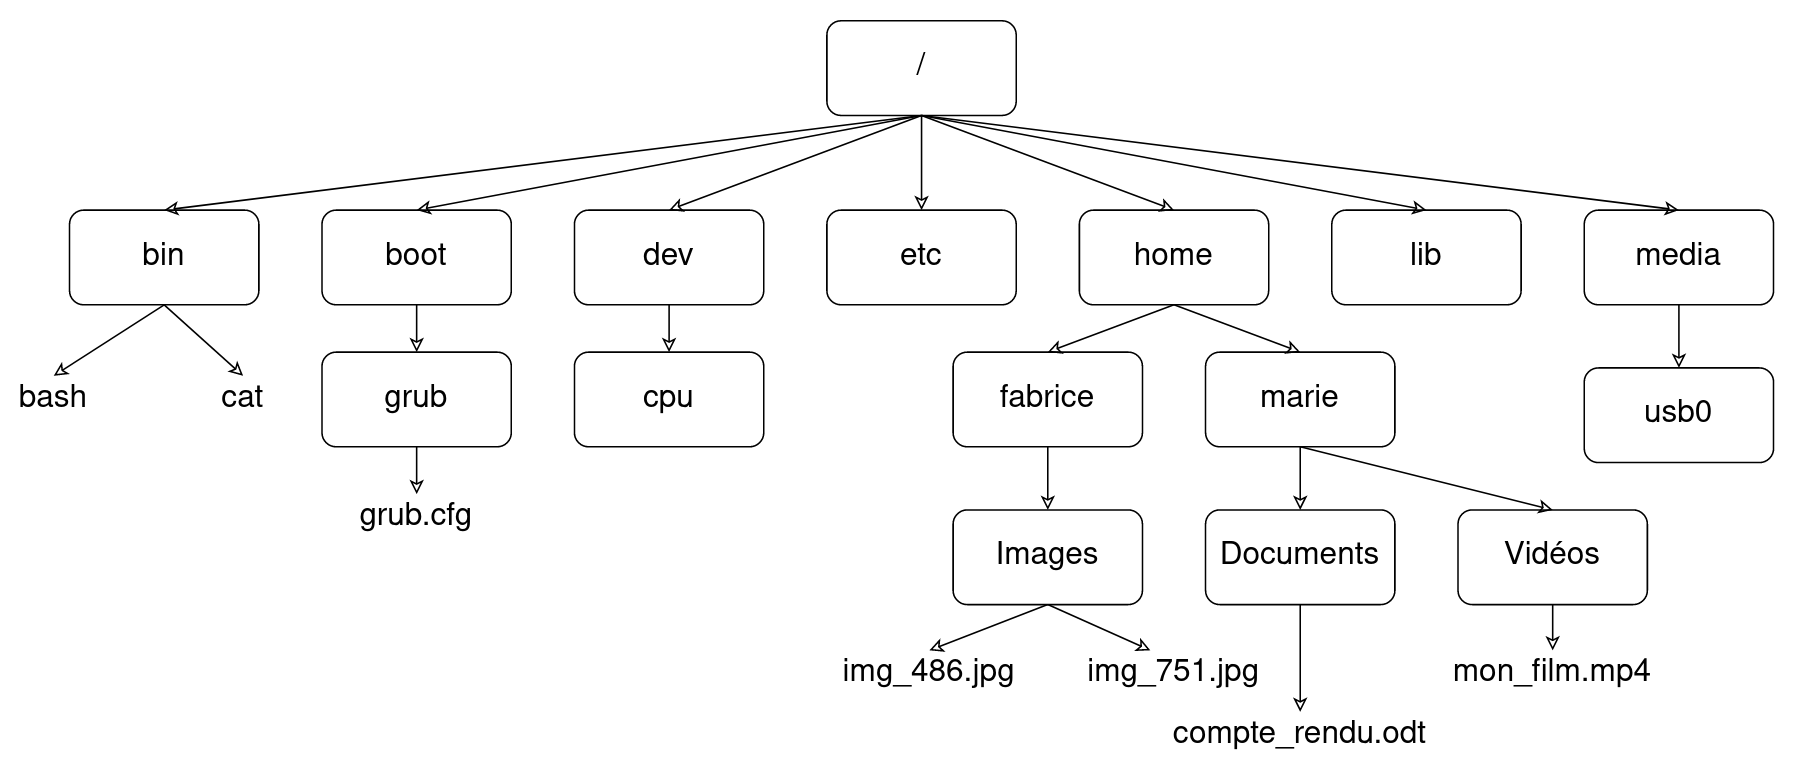 /
bin
boot
dev
etc
home
lib
media
bash
cat
grub
cpu
fabrice
marie
usb0
grub.cfg
Images
Documents
Vidéos
img_486.jpg
img_751.jpg
mon_film.mp4
compte_rendu.odt